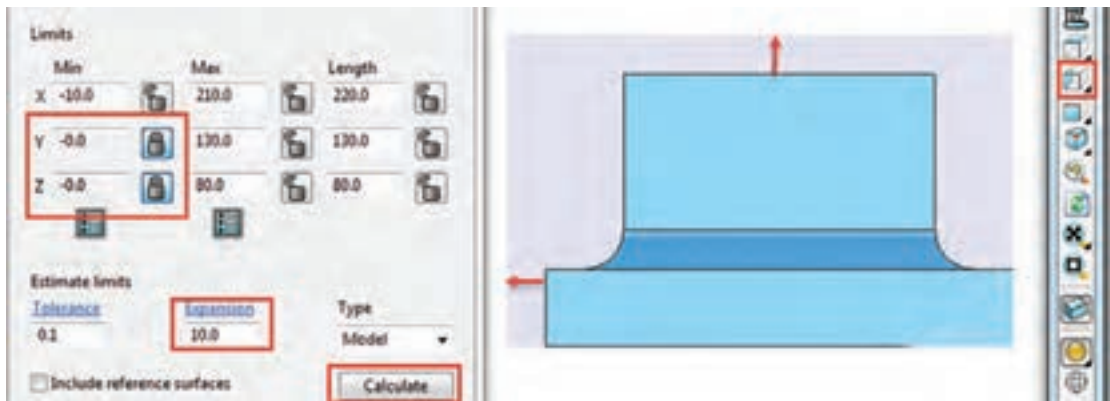 Limits
Min Max Length
X -10.0 210.0 220.0
Y -0.0 130.0 130.0
Z -0.0 80.0 80.0
Estimate limits
Tolerance Expansion Type
0.1 10.0 Model
Include reference surfaces Calculate